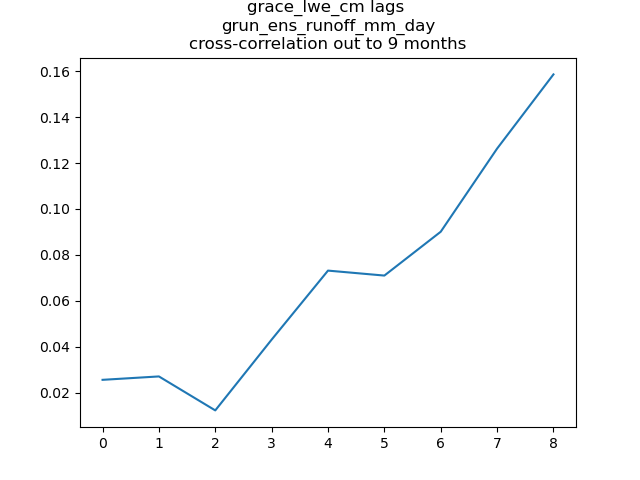 grace_lwe_cm lags
grun_ens_runoff_mm_day
cross-correlation out to 9 months
0.16
0.14
0.12
0.10
0.08
0.06
0.04
0.02
0 1 2 3 4 5 6 7 8